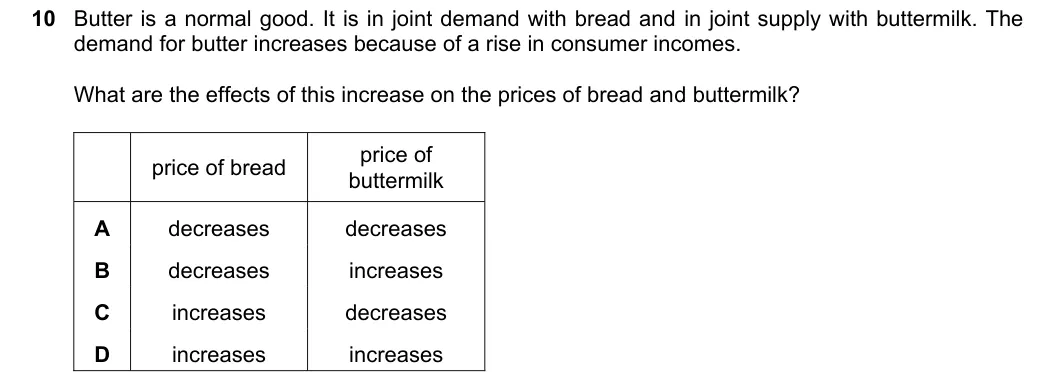 10 Butter is a normal good. It is in joint demand with bread and in joint supply with buttermilk. The
demand for butter increases because of a rise in consumer incomes.
What are the effects of this increase on the prices of bread and buttermilk?
price of bread price of
buttermilk
A decreases decreases
B decreases increases
C increases decreases
D increases increases